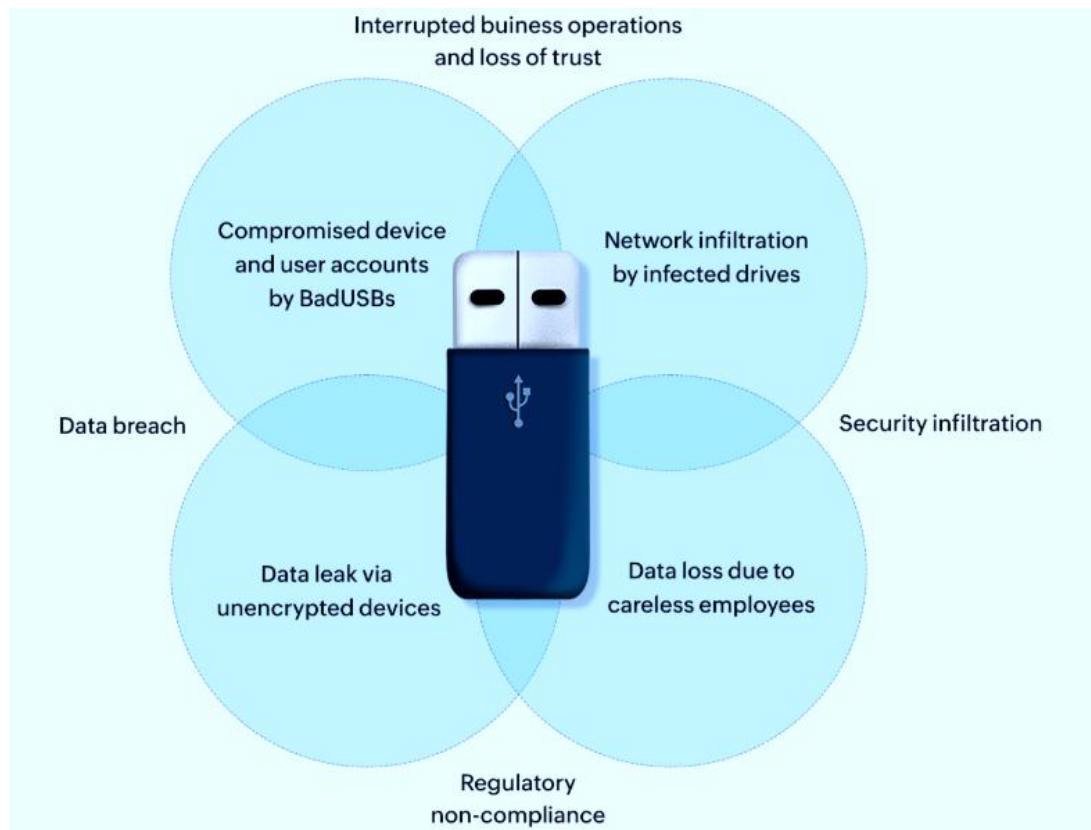 Interrupted buiness operations
and loss of trust
Compromised device
and user accounts
by BadUSBs
Network infiltration
by infected drives
Data breach
Security infiltration
Data leak via
unencrypted devices
Data loss due to
careless employees
Regulatory
non-compliance